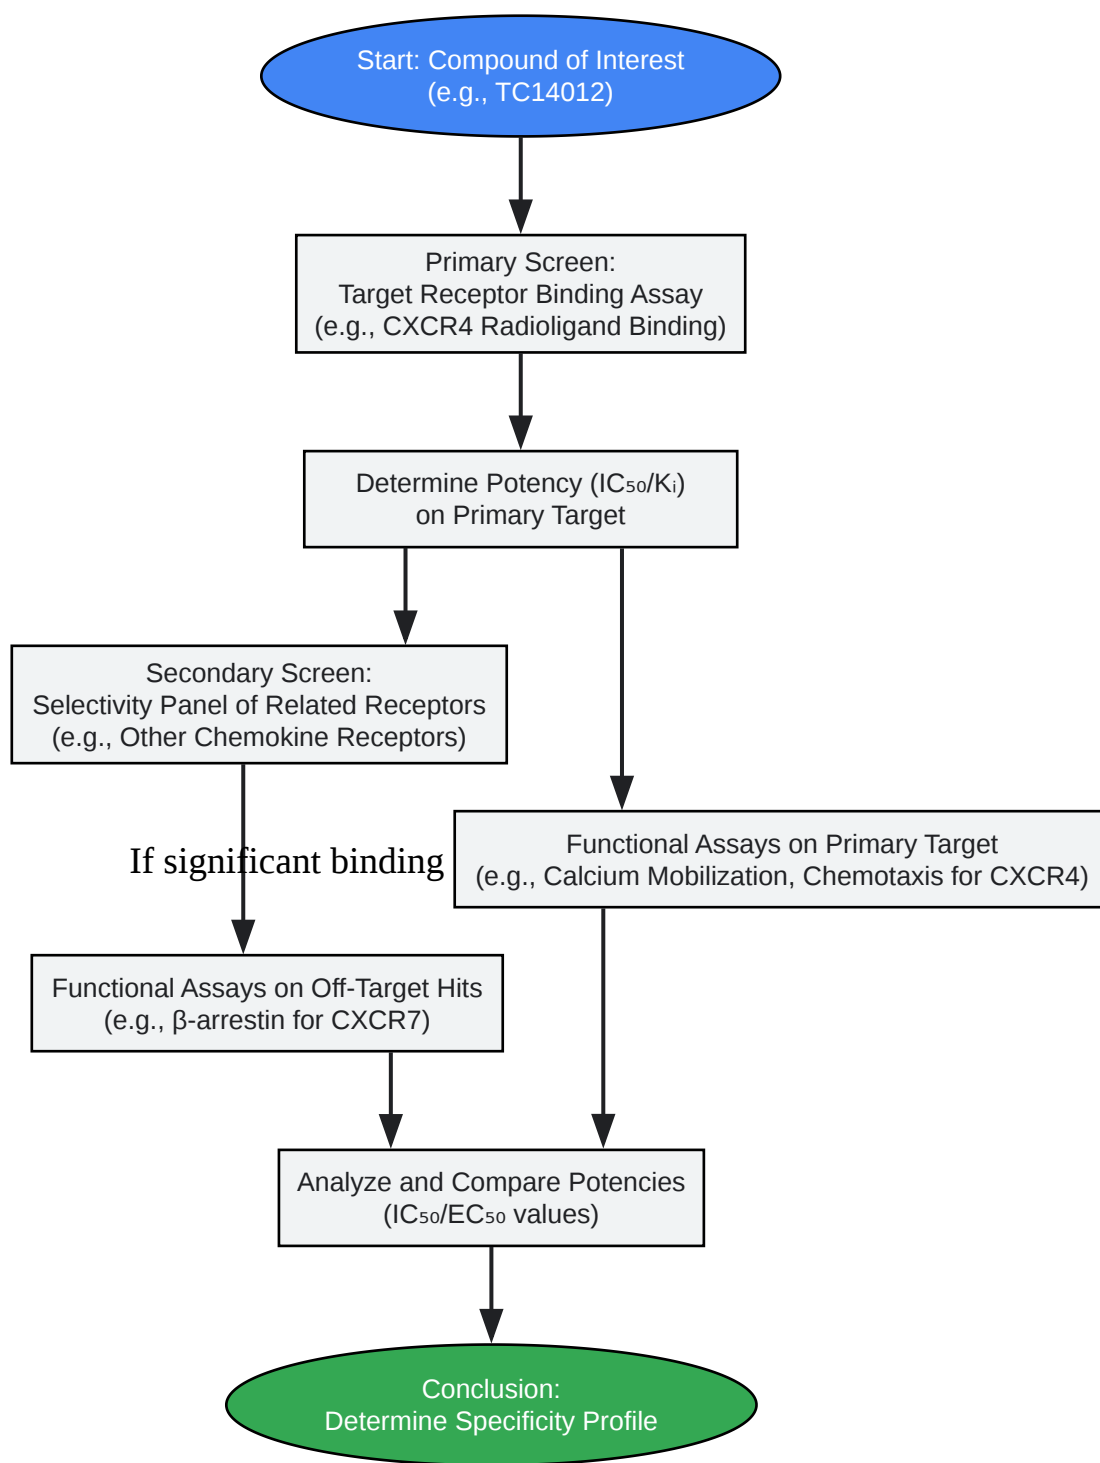 Start: Compound of Interest
(e.g., TC14012)
Primary Screen:
Target Receptor Binding Assay
(e.g., CXCR4 Radioligand Binding)
Determine Potency (IC₅₀/Kᵢ)
on Primary Target
Secondary Screen:
Selectivity Panel of Related Receptors
(e.g., Other Chemokine Receptors)
If significant binding
Functional Assays on Primary Target
(e.g., Calcium Mobilization, Chemotaxis for CXCR4)
Functional Assays on Off-Target Hits
(e.g., β-arrestin for CXCR7)
Analyze and Compare Potencies
(IC₅₀/EC₅₀ values)
Conclusion:
Determine Specificity Profile